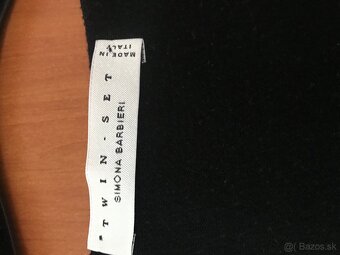 TWIN-SET
SIMONA BARBIERI
MADE IN
ITALY
Bazos.sk